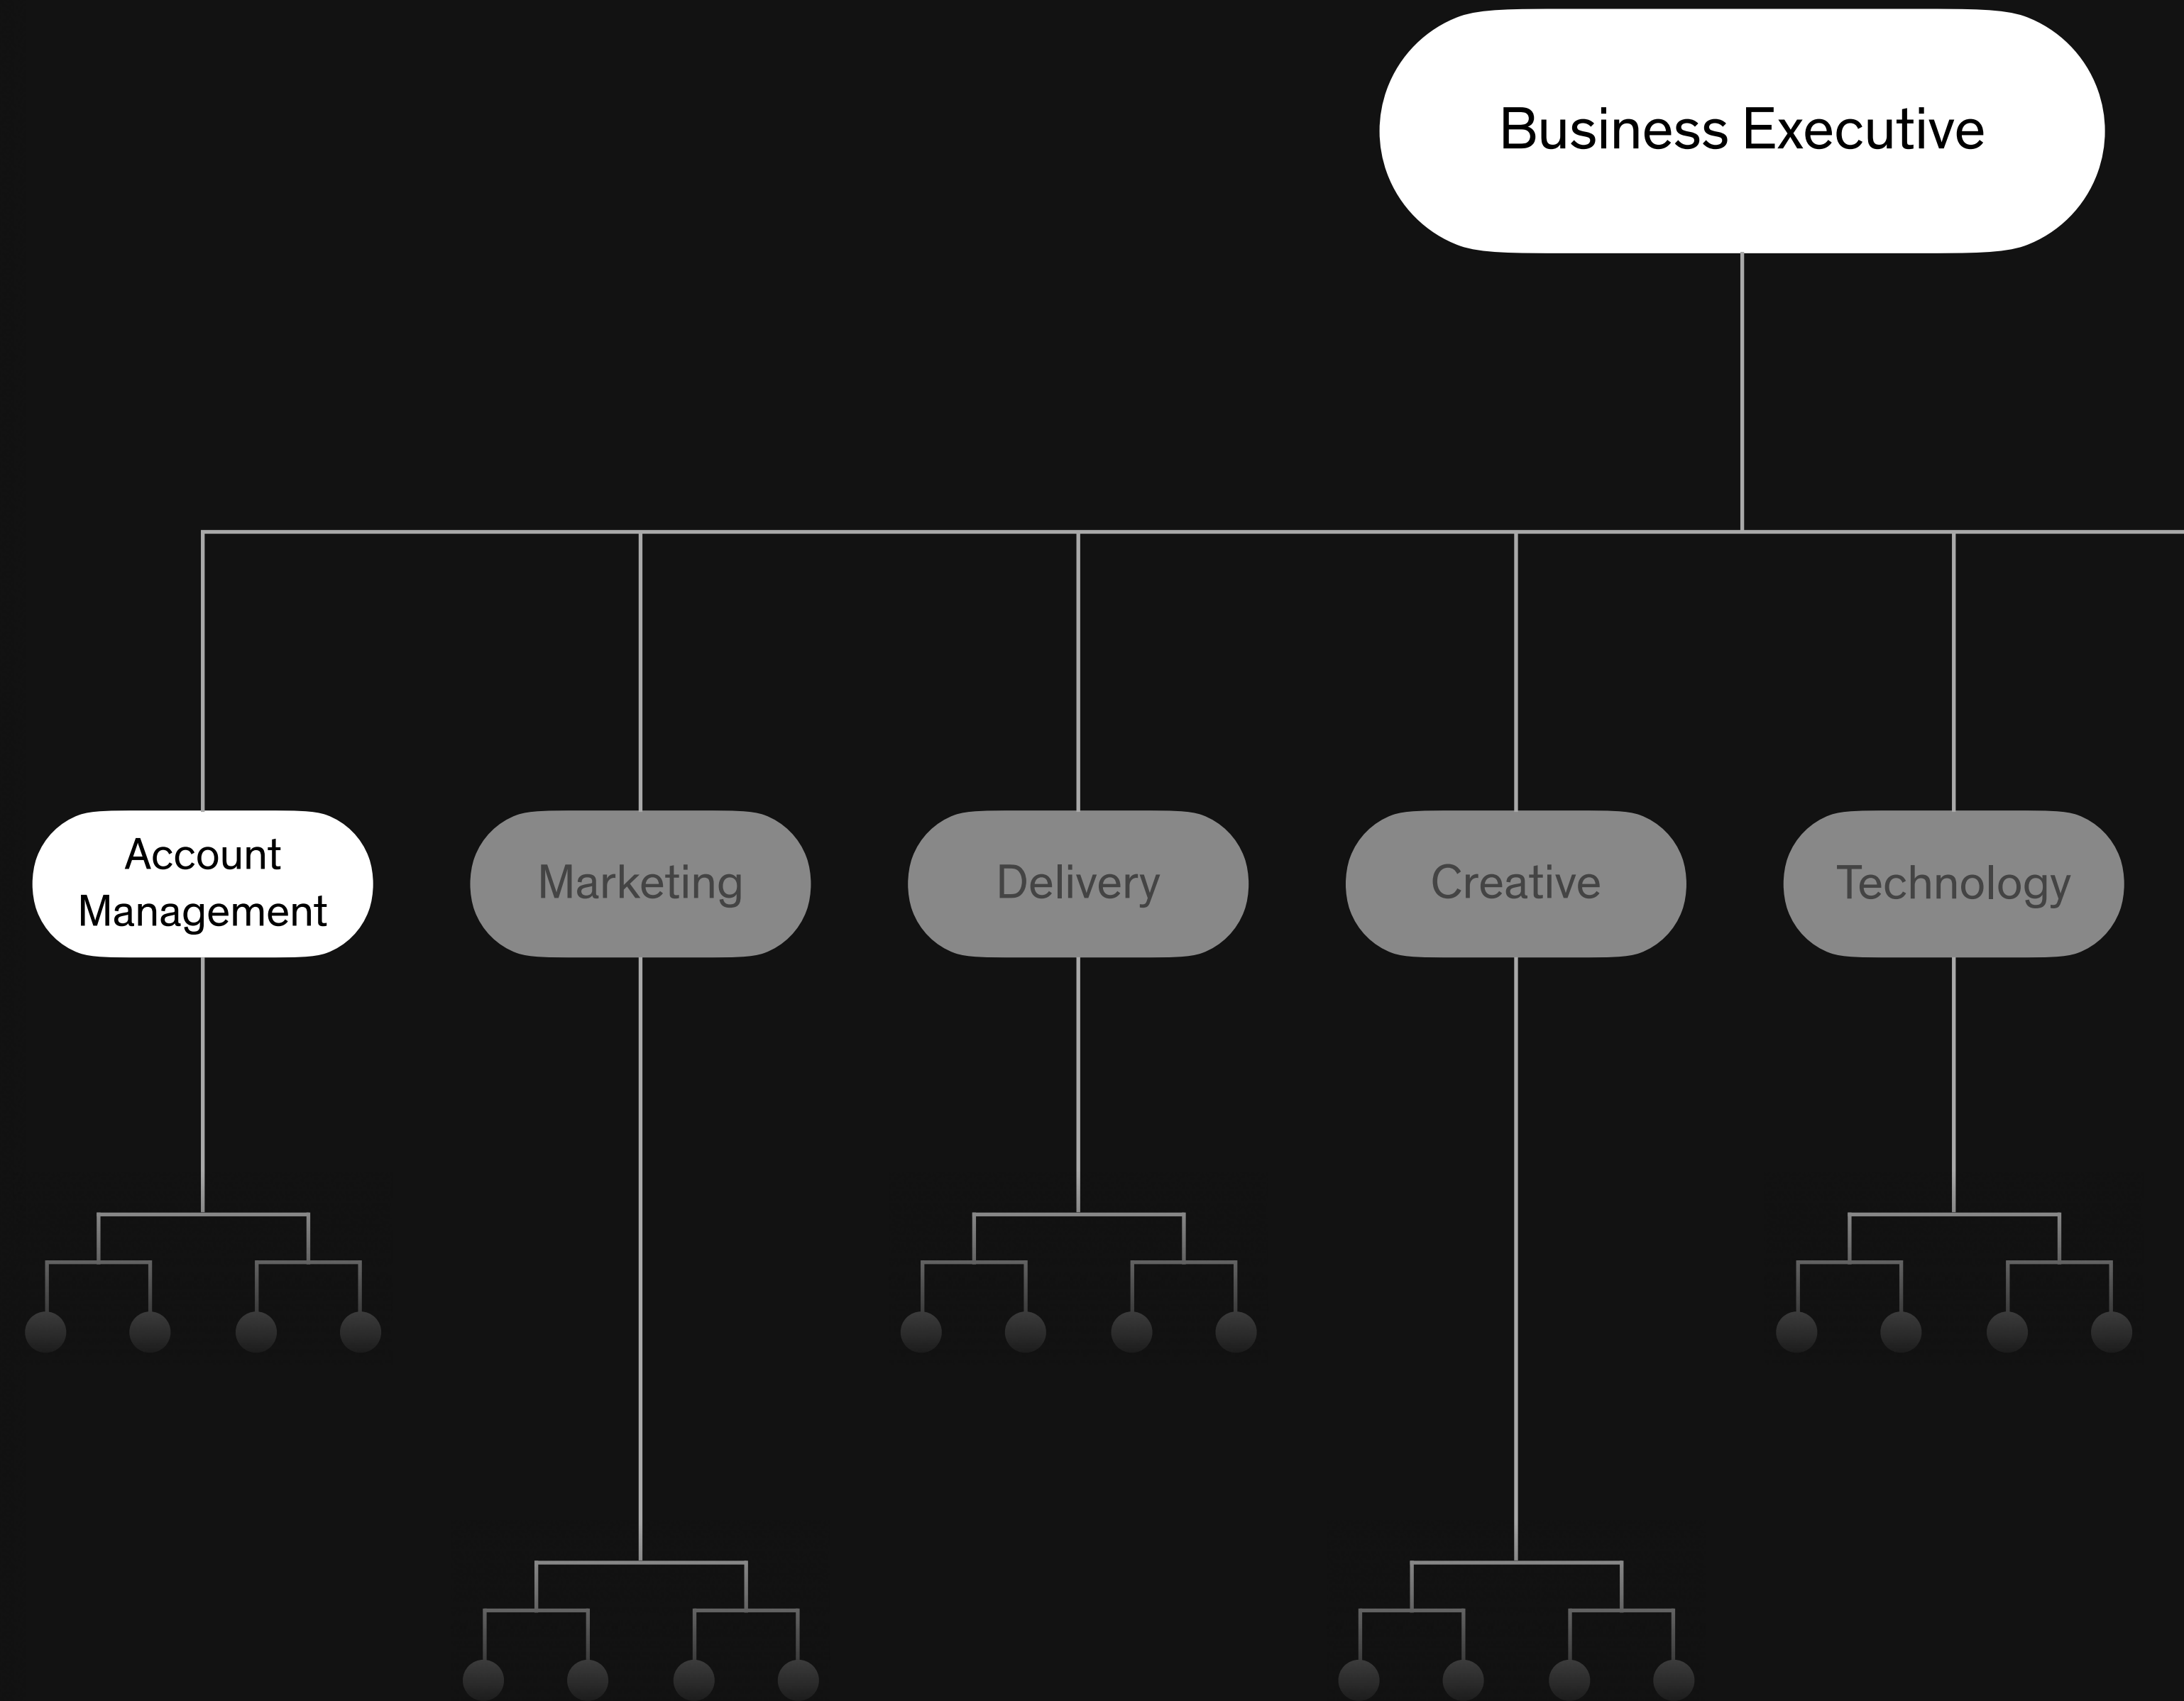 Business Executive
Account
Management
Marketing
Delivery
Creative
Technology